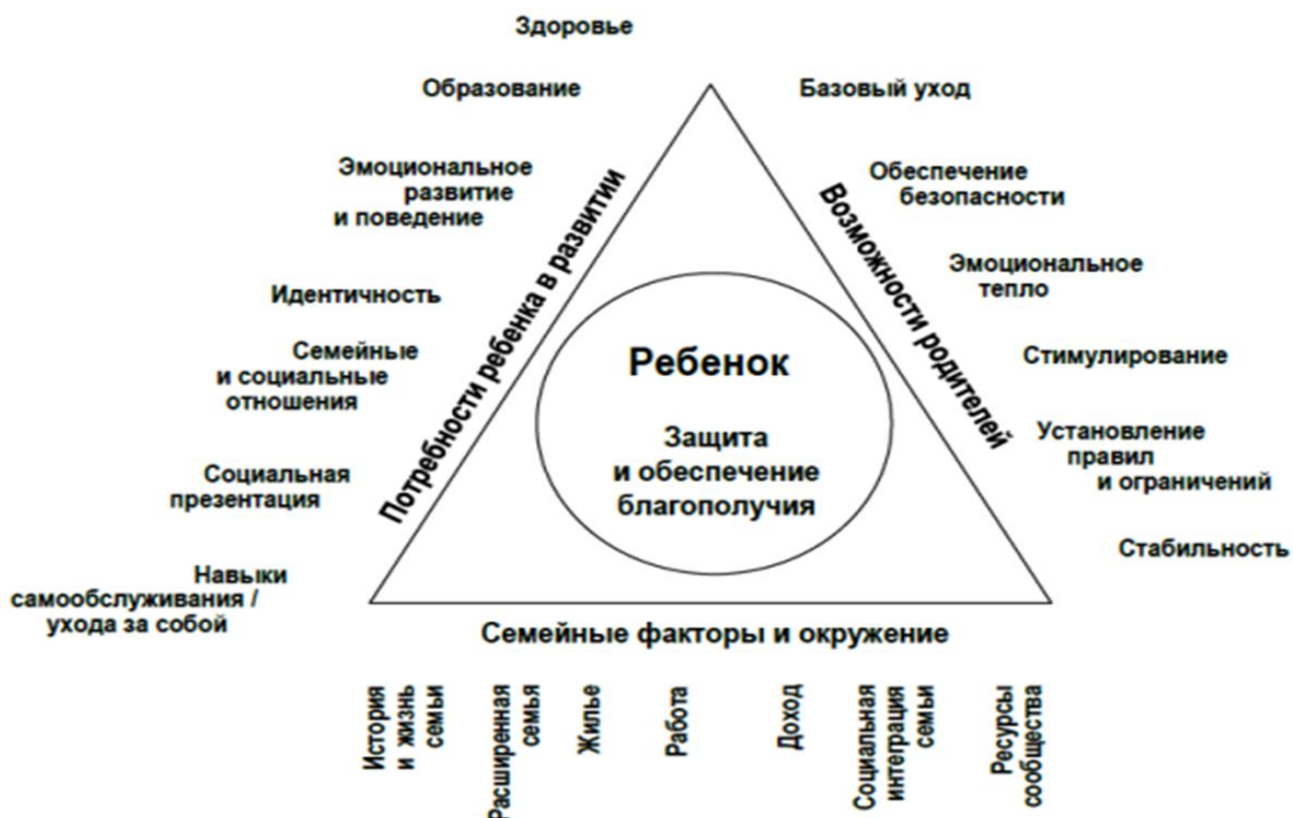 Здоровье
Образование
Эмоциональное
развитие
и поведение
Идентичность
Семейные
и социальные
отношения
Социальная
презентация
Навыки
самообслуживания /
ухода за собой
Потребности ребенка в развитии
Ребенок
Защита
и обеспечение
благополучия
Возможности родителей
Базовый уход
Обеспечение
безопасности
Эмоциональное
тепло
Стимулирование
Установление
правил
и ограничений
Стабильность
Семейные факторы и окружение
История
и жизнь
семьи
Расширенная
семья
Жилье
Работа
Доход
Социальная
интеграция
семьи
Ресурсы
сообщества